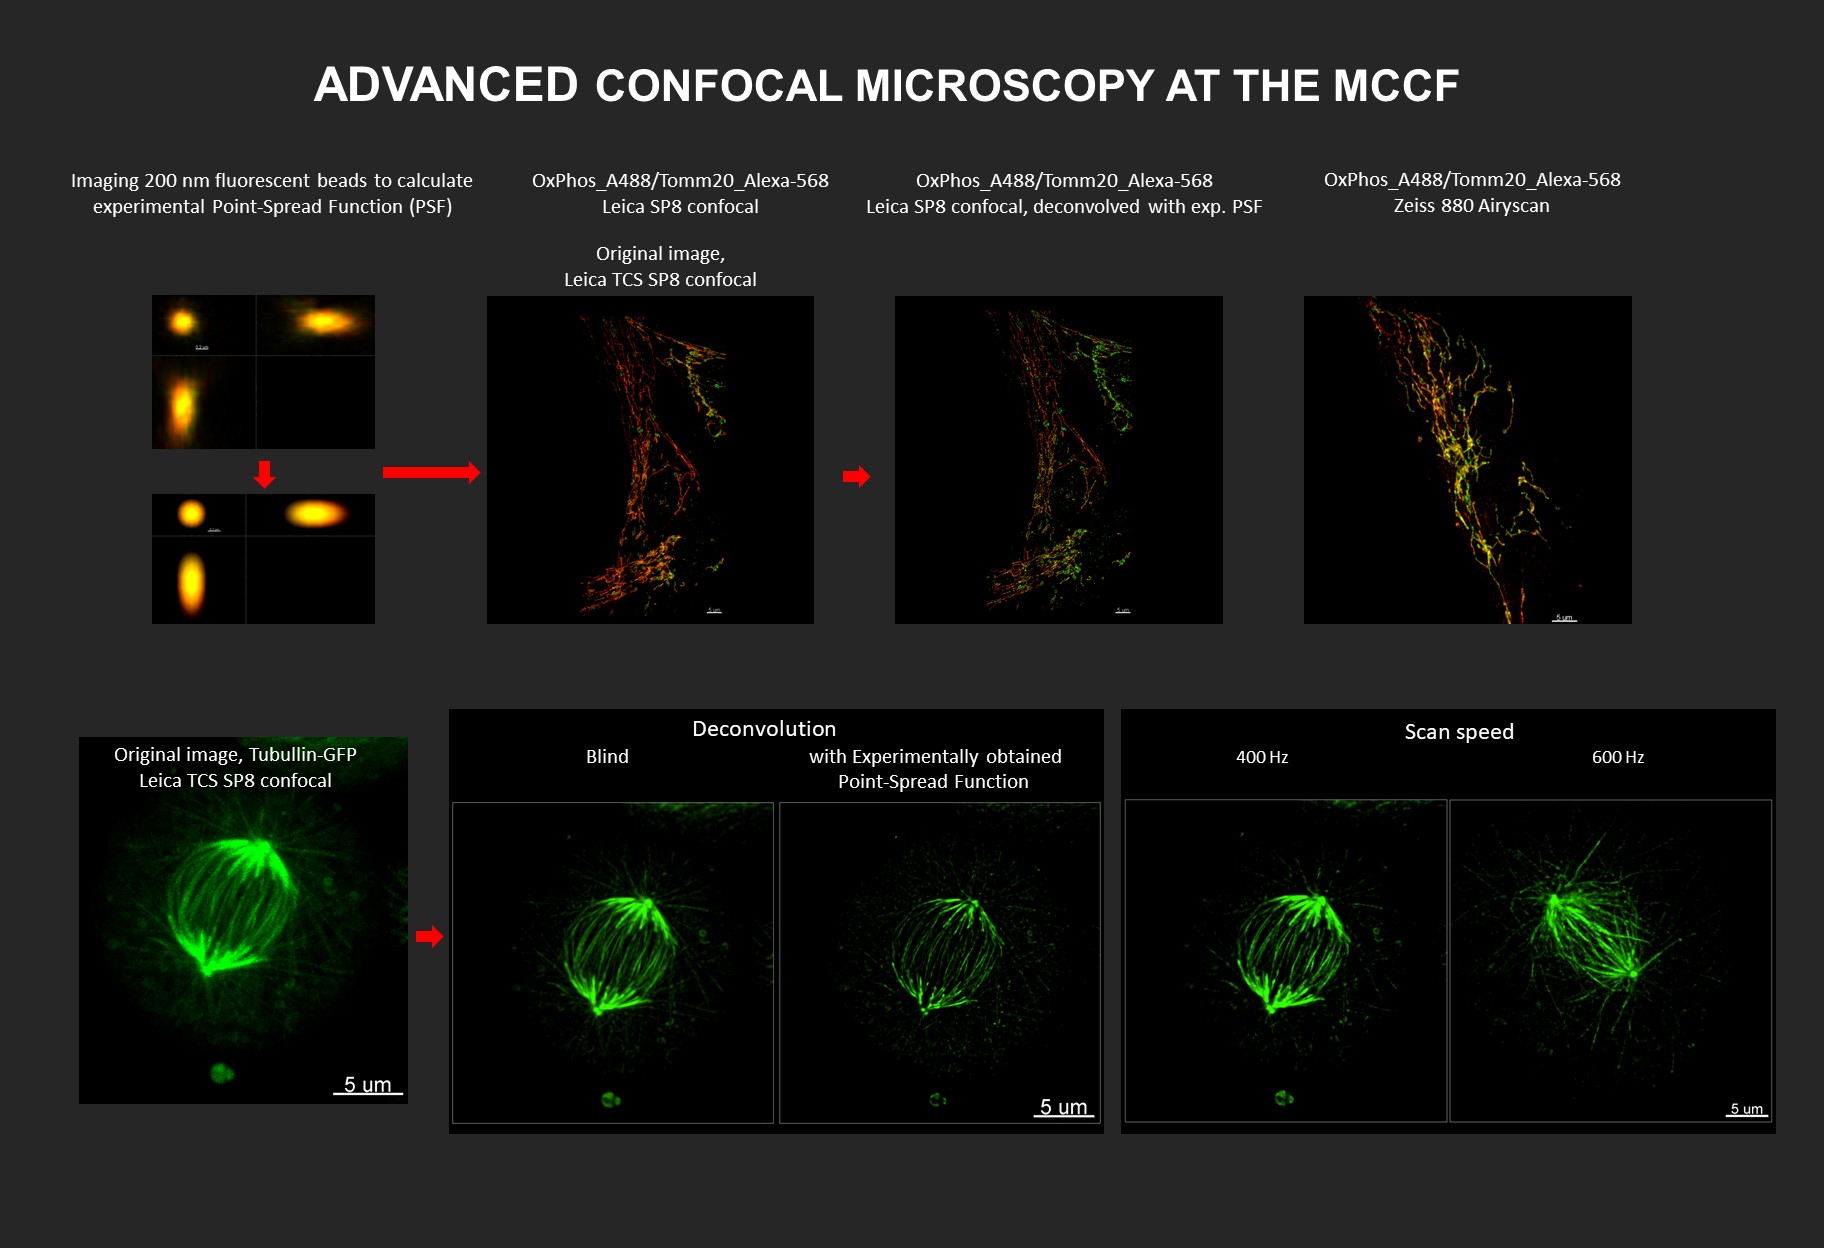 ADVANCED CONFOCAL MICROSCOPY AT THE MCCF
Imaging 200 nm fluorescent beads to calculate
experimental Point-Spread Function (PSF)
OxPhos_A488/Tomm20_Alexa-568
Leica SP8 confocal
Original image,
Leica TCS SP8 confocal
OxPhos_A488/Tomm20_Alexa-568
Leica SP8 confocal, deconvolved with exp. PSF
OxPhos_A488/Tomm20_Alexa-568
Zeiss 880 Airyscan
5 um
5 um
5 um
Original image, Tubullin-GFP
Leica TCS SP8 confocal
5 um
Deconvolution
Blind
with Experimentally obtained
Point-Spread Function
5 um
Scan speed
400 Hz
600 Hz
5 um